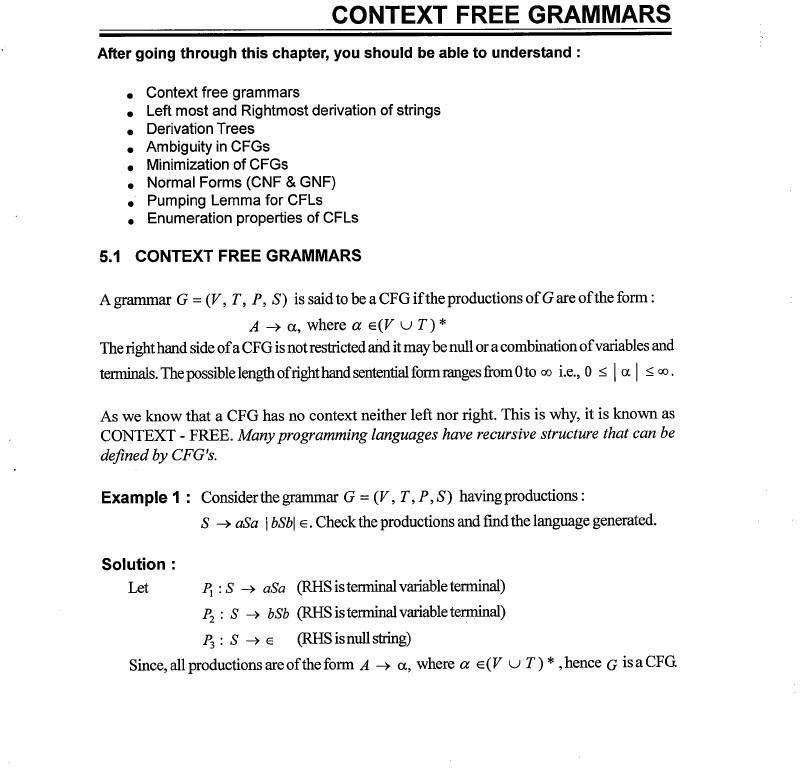 CONTEXT FREE GRAMMARS
After going through this chapter, you should be able to understand :
• Context free grammars
• Left most and Rightmost derivation of strings
• Derivation Trees
• Ambiguity in CFGs
• Minimization of CFGs
• Normal Forms (CNF & GNF)
• Pumping Lemma for CFLs
• Enumeration properties of CFLs
5.1 CONTEXT FREE GRAMMARS
A grammar G = (V, T, P, S) is said to be a CFG if the productions of G are of the form :
A → α, where α ∈(V ∪ T) *
The right hand side of a CFG is not restricted and it may be null or a combination of variables and
terminals. The possible length of right hand sentential form ranges from 0 to ∞ i.e., 0 ≤ | α | ≤ ∞.
As we know that a CFG has no context neither left nor right. This is why, it is known as
CONTEXT - FREE. Many programming languages have recursive structure that can be
defined by CFG's.
Example 1 : Consider the grammar G = (V, T, P, S) having productions :
S → aSa | bSb| ∈. Check the productions and find the language generated.
Solution :
Let P₁ : S → aSa (RHS is terminal variable terminal)
P₂ : S → bSb (RHS is terminal variable terminal)
P₃ : S → ∈ (RHS is null string)
Since, all productions are of the form A → α, where α ∈(V ∪ T) * , hence G is a CFG.